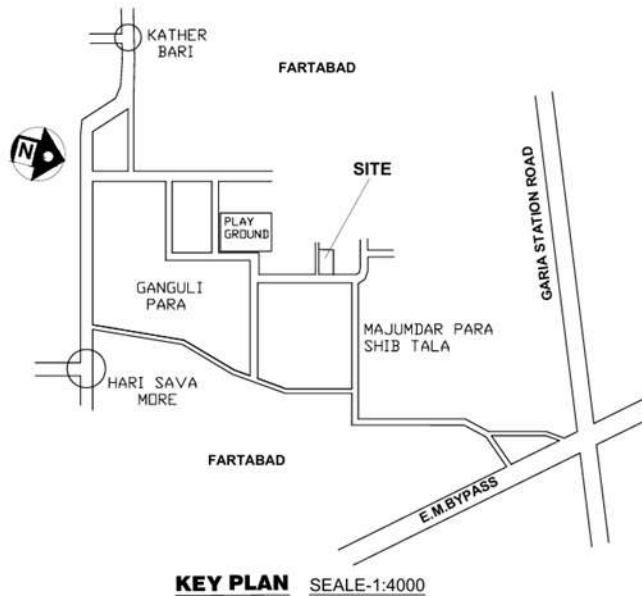 KATHER
BARI
FARTABAD
N
SITE
PLAY
GROUND
GARIA STATION ROAD
GANGULI
PARA
MAJUMDAR PARA
SHIB TALA
HARI SAVA
MORE
FARTABAD
E.M.BYPASS
KEY PLAN SEALE-1:4000